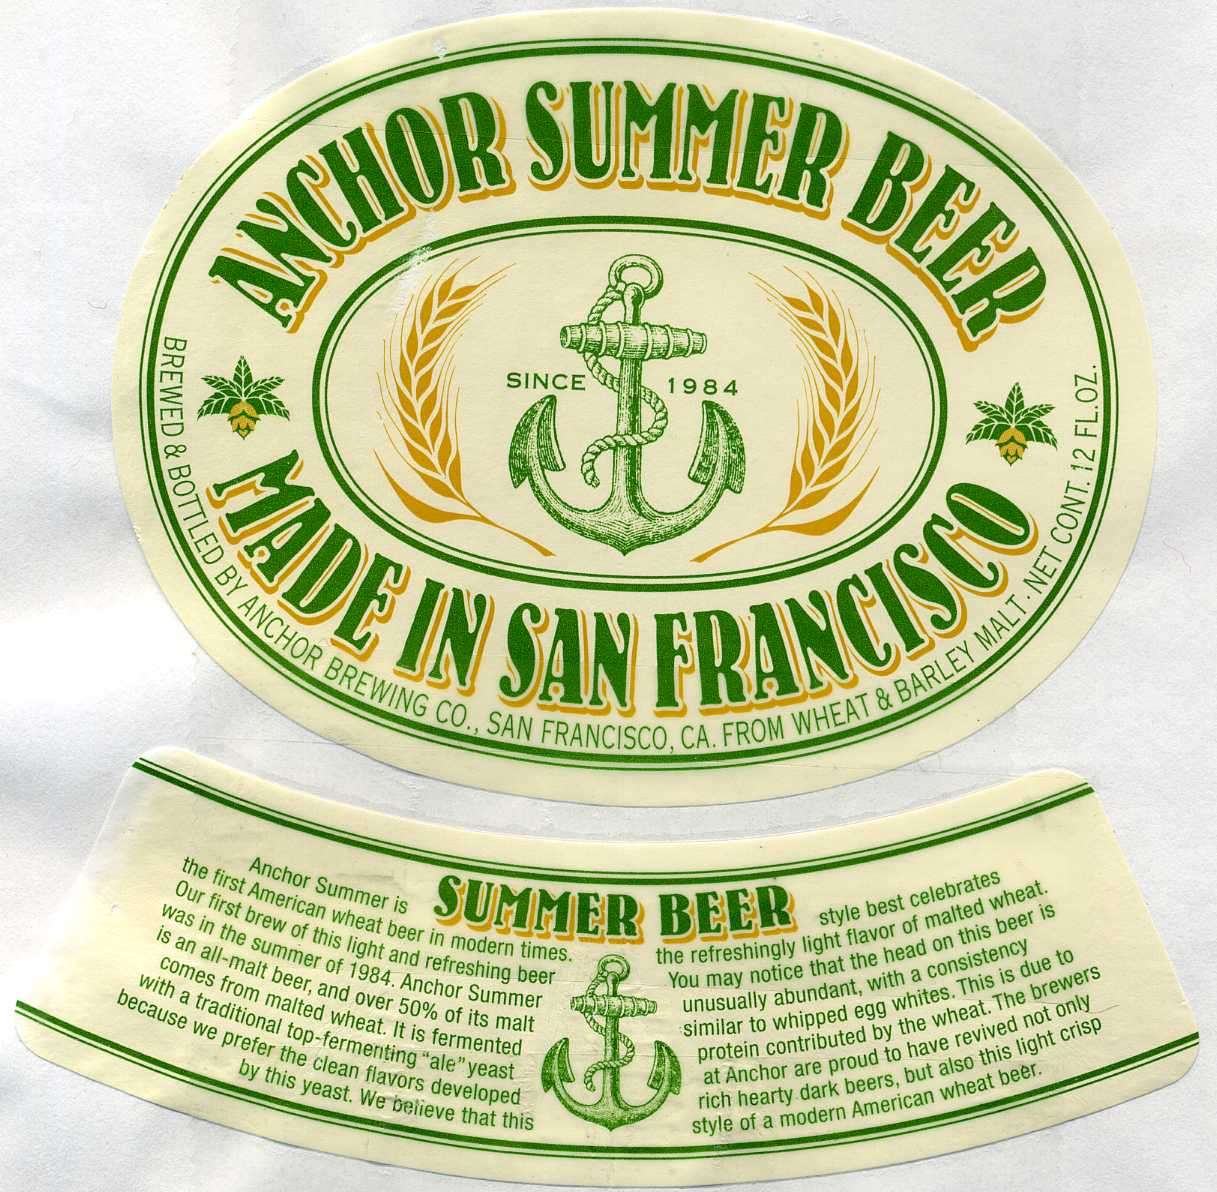 ANCHOR SUMMER BEER
SINCE 1984
MADE IN SAN FRANCISCO
BREWED & BOTTLED BY ANCHOR BREWING CO., SAN FRANCISCO, CA. FROM WHEAT & BARLEY MALT · NET CONT. 12 FL.OZ.
SUMMER BEER
Anchor Summer is
the first American wheat beer in modern times.
Our first brew of this light and refreshing beer
was in the summer of 1984. Anchor Summer
is an all-malt beer, and over 50% of its malt
comes from malted wheat. It is fermented
with a traditional top-fermenting “ale” yeast
because we prefer the clean flavors developed
by this yeast. We believe that this
style best celebrates
the refreshingly light flavor of malted wheat.
You may notice that the head on this beer is
unusually abundant, with a consistency
similar to whipped egg whites. This is due to
protein contributed by the wheat. The brewers
at Anchor are proud to have revived not only
rich hearty dark beers, but also this light crisp
style of a modern American wheat beer.